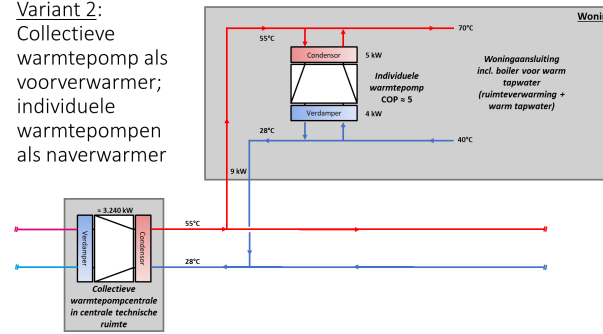 Variant 2:
Collectieve
warmtepomp als
voorverwarmer;
individuele
warmtepompen
als naverwarmer
Wonin
55°C
70°C
Condensor
5 kW
Individuele
warmtepomp
COP ≈ 5
Woningaansluiting
incl. boiler voor warm
tapwater
(ruimteverwarming +
warm tapwater)
Verdamper
4 kW
28°C
40°C
9 kW
≈ 3.240 kW
Verdamper
Condensor
55°C
28°C
Collectieve
warmtepompcentrale
in centrale technische
ruimte